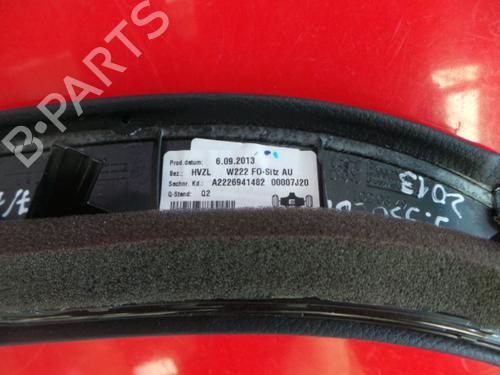 B-PARTS
Prod.datum: 6.09.2013
Bez.: HVZL W222 FO-Sitz AU
Sachnr. Kd.: A2226941482 00007J20
Q-Stand: Q2
2013